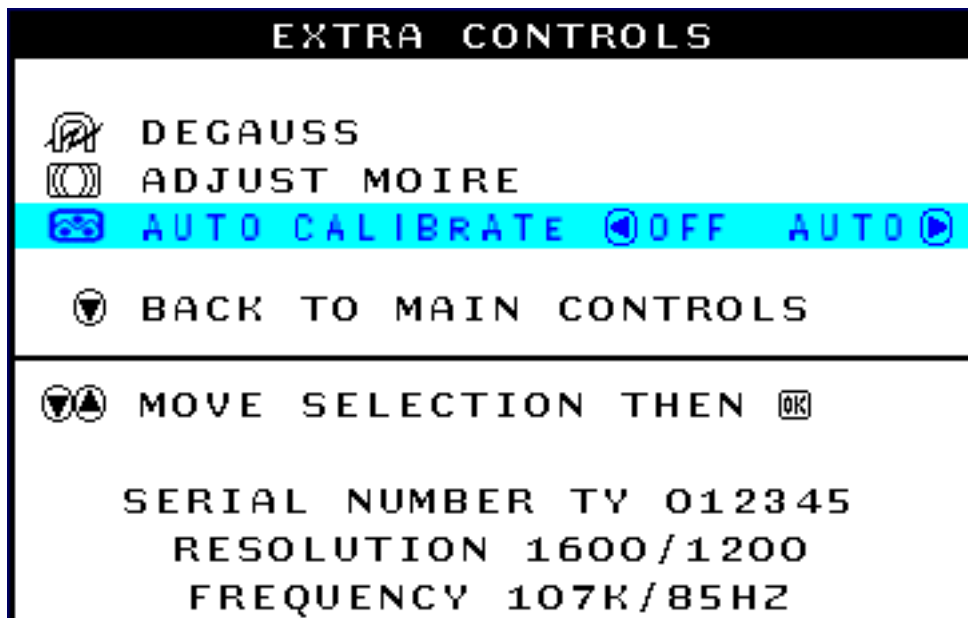 EXTRA CONTROLS
DEGAUSS
ADJUST MOIRE
AUTO CALIBrATE OFF AUTO
BACK TO MAIN CONTROLS
MOVE SELECTION THEN OK
SERIAL NUMBER TY 012345
RESOLUTION 1600/1200
FREQUENCY 107K/85HZ